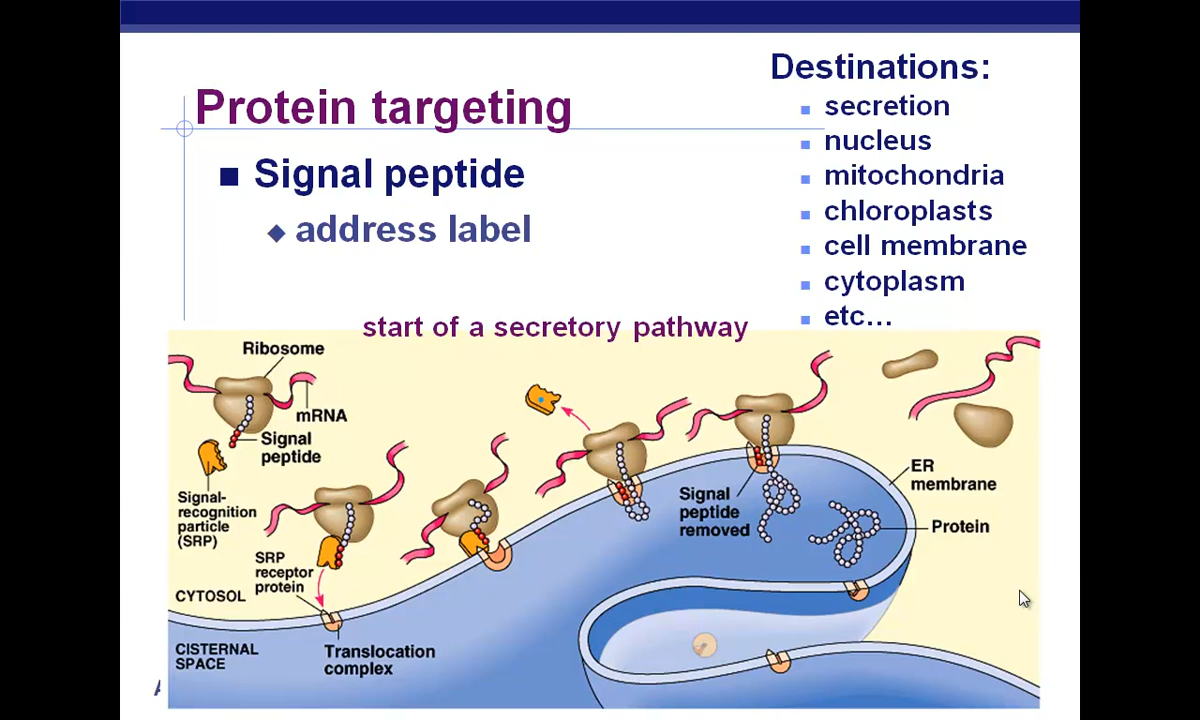 Protein targeting
Signal peptide
address label
Destinations:
secretion
nucleus
mitochondria
chloroplasts
cell membrane
cytoplasm
etc…
start of a secretory pathway
Ribosome
mRNA
Signal
peptide
Signal-
recognition
particle
(SRP)
SRP
receptor
protein
CYTOSOL
CISTERNAL
SPACE
Translocation
complex
Signal
peptide
removed
ER
membrane
Protein